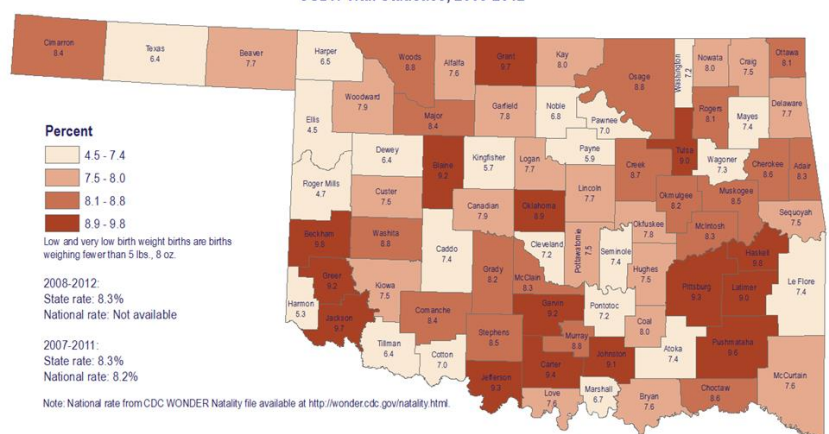 Cimarron
8.4
Texas
6.4
Beaver
7.7
Harper
6.5
Woods
8.8
Alfalfa
7.6
Grant
9.7
Kay
8.0
Osage
8.8
Washington
7.2
Nowata
8.0
Craig
7.5
Ottawa
8.1
Ellis
4.5
Woodward
7.9
Major
8.4
Garfield
7.8
Noble
6.8
Pawnee
7.0
Rogers
8.1
Mayes
7.4
Delaware
7.7
Percent
4.5 - 7.4
7.5 - 8.0
8.1 - 8.8
8.9 - 9.8
Low and very low birth weight births are births
weighing fewer than 5 lbs., 8 oz.
2008-2012:
State rate: 8.3%
National rate: Not available
2007-2011:
State rate: 8.3%
National rate: 8.2%
Roger Mills
4.7
Dewey
6.4
Custer
7.5
Blaine
9.2
Kingfisher
5.7
Logan
7.7
Payne
5.9
Creek
8.7
Tulsa
9.0
Wagoner
7.3
Cherokee
8.6
Adair
8.3
Beckham
Washita
8.8
Caddo
7.4
Canadian
7.9
Oklahoma
8.9
Lincoln
7.7
Okmulgee
8.2
Muskogee
8.5
Sequoyah
7.5
Okfuskee
7.8
McIntosh
8.3
Cleveland
7.2
Pottawatomie
7.5
Seminole
7.4
Hughes
7.5
Haskell
9.8
Le Flore
7.4
Harmon
5.3
Greer
9.2
Kiowa
7.5
Jackson
9.7
Comanche
8.4
Grady
8.2
McClain
8.3
Garvin
9.2
Pontotoc
7.2
Pittsburg
9.3
Latimer
9.0
Tillman
6.4
Cotton
7.0
Stephens
8.5
Murray
8.8
Coal
8.0
Atoka
7.4
Pushmataha
9.6
McCurtain
7.6
Jefferson
9.3
Carter
9.4
Johnston
9.1
Love
7.6
Marshall
6.7
Bryan
7.6
Choctaw
8.6
Note: National rate from CDC WONDER Natality file available at http://wonder.cdc.gov/natality.html.